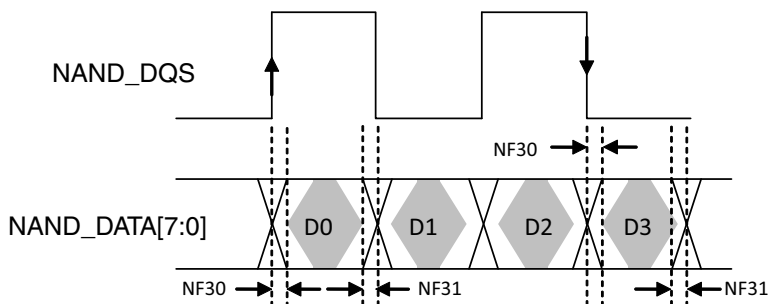 NAND_DQS
NF30
NAND_DATA[7:0]
D0
D1
D2
D3
NF30
NF31
NF31